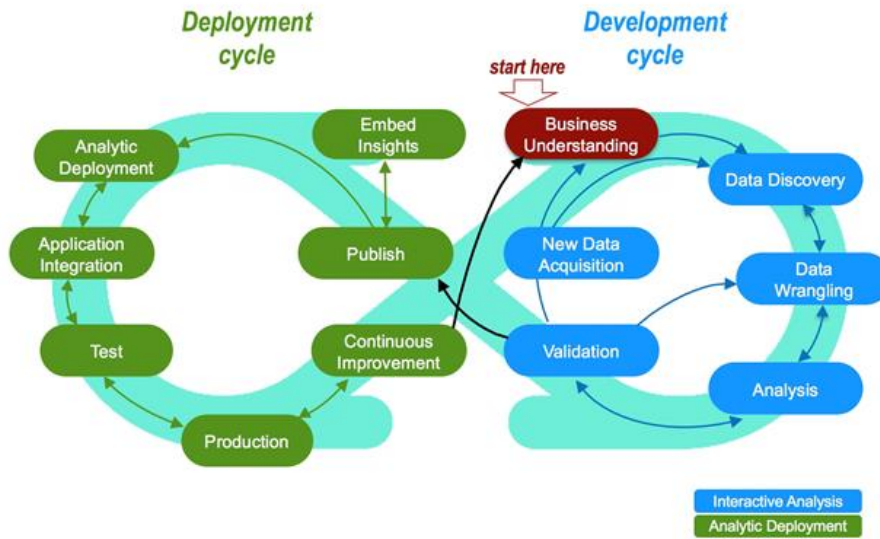 Deployment
cycle
Development
cycle
start here
Embed
Insights
Business
Understanding
Analytic
Deployment
Data Discovery
Application
Integration
Publish
New Data
Acquisition
Data
Wrangling
Test
Continuous
Improvement
Validation
Analysis
Production
Interactive Analysis
Analytic Deployment